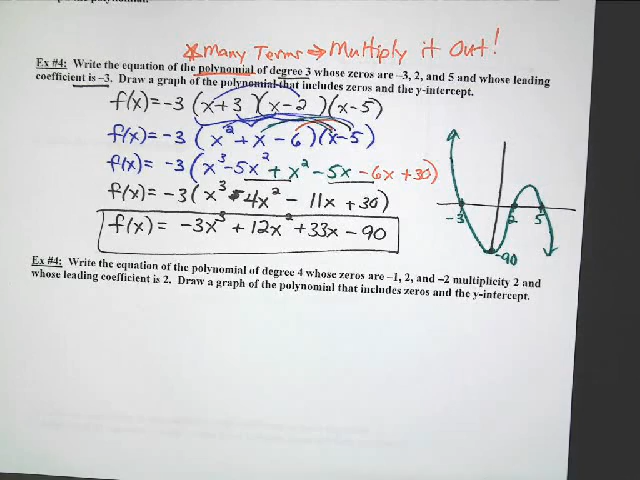 the polynomial.
* Many Terms → Multiply it Out!
Ex #4: Write the equation of the polynomial of degree 3 whose zeros are –3, 2, and 5 and whose leading
coefficient is –3. Draw a graph of the polynomial that includes zeros and the y-intercept.
f(x) = -3 (x+3)(x-2)(x-5)
f(x) = -3 (x² + x - 6)(x-5)
f(x) = -3 (x³ - 5x² + x² - 5x - 6x + 30)
f(x) = -3 (x³ - 4x² - 11x + 30)
f(x) = -3x³ + 12x² + 33x - 90
-3 2 5
-90
Ex #4: Write the equation of the polynomial of degree 4 whose zeros are –1, 2, and –2 multiplicity 2 and
whose leading coefficient is 2. Draw a graph of the polynomial that includes zeros and the y-intercept.